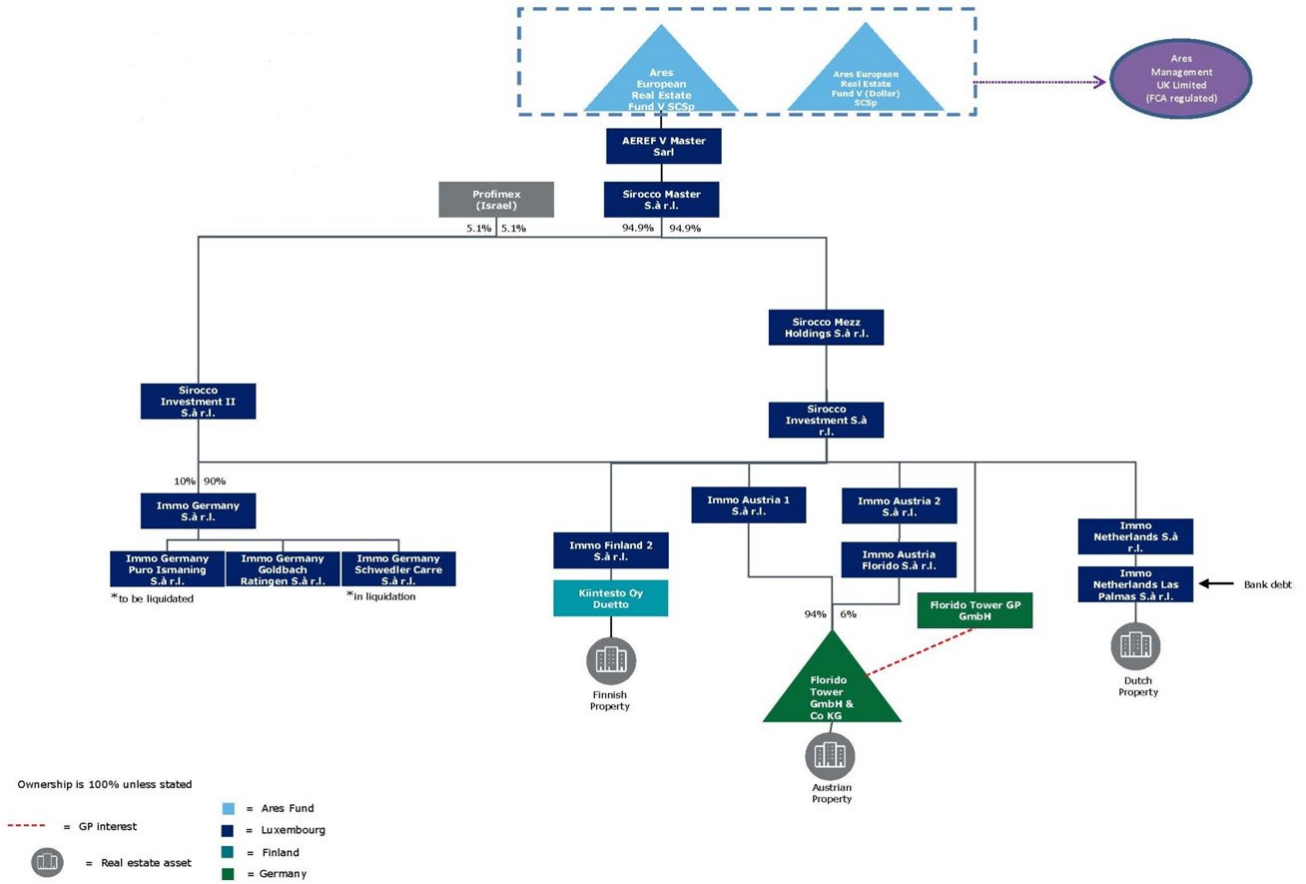 Ares
European
Real Estate
Fund V SCSp
Ares European
Real Estate
Fund V (Dollar)
SCSp
Ares
Management
UK Limited
(FCA regulated)
AEREF V Master
Sarl
Profimex
(Israel)
Sirocco Master
S.à r.l.
5.1% 5.1%
94.9% 94.9%
Sirocco Mezz
Holdings S.à r.l.
Sirocco
Investment II
S.à r.l.
Sirocco
Investment S.à
r.l.
10% 90%
Immo Germany
S.à r.l.
Immo Austria 1
S.à r.l.
Immo Austria 2
S.à r.l.
Immo
Netherlands S.à
r.l.
Immo Finland 2
S.à r.l.
Immo Austria
Florido S.à r.l.
Immo Germany
Puro Ismaning
S.à r.l.
Immo Germany
Goldbach
Ratingen S.à r.l.
Immo Germany
Schwedler Carre
S.à r.l.
*to be liquidated
*in liquidation
Immo
Netherlands Las
Palmas S.à r.l.
Bank debt
Kiintesto Oy
Duetto
94% 6%
Florido Tower GP
GmbH
Finnish
Property
Florido
Tower
GmbH &
Co KG
Dutch
Property
Austrian
Property
Ownership is 100% unless stated
= GP interest
= Real estate asset
= Ares Fund
= Luxembourg
= Finland
= Germany